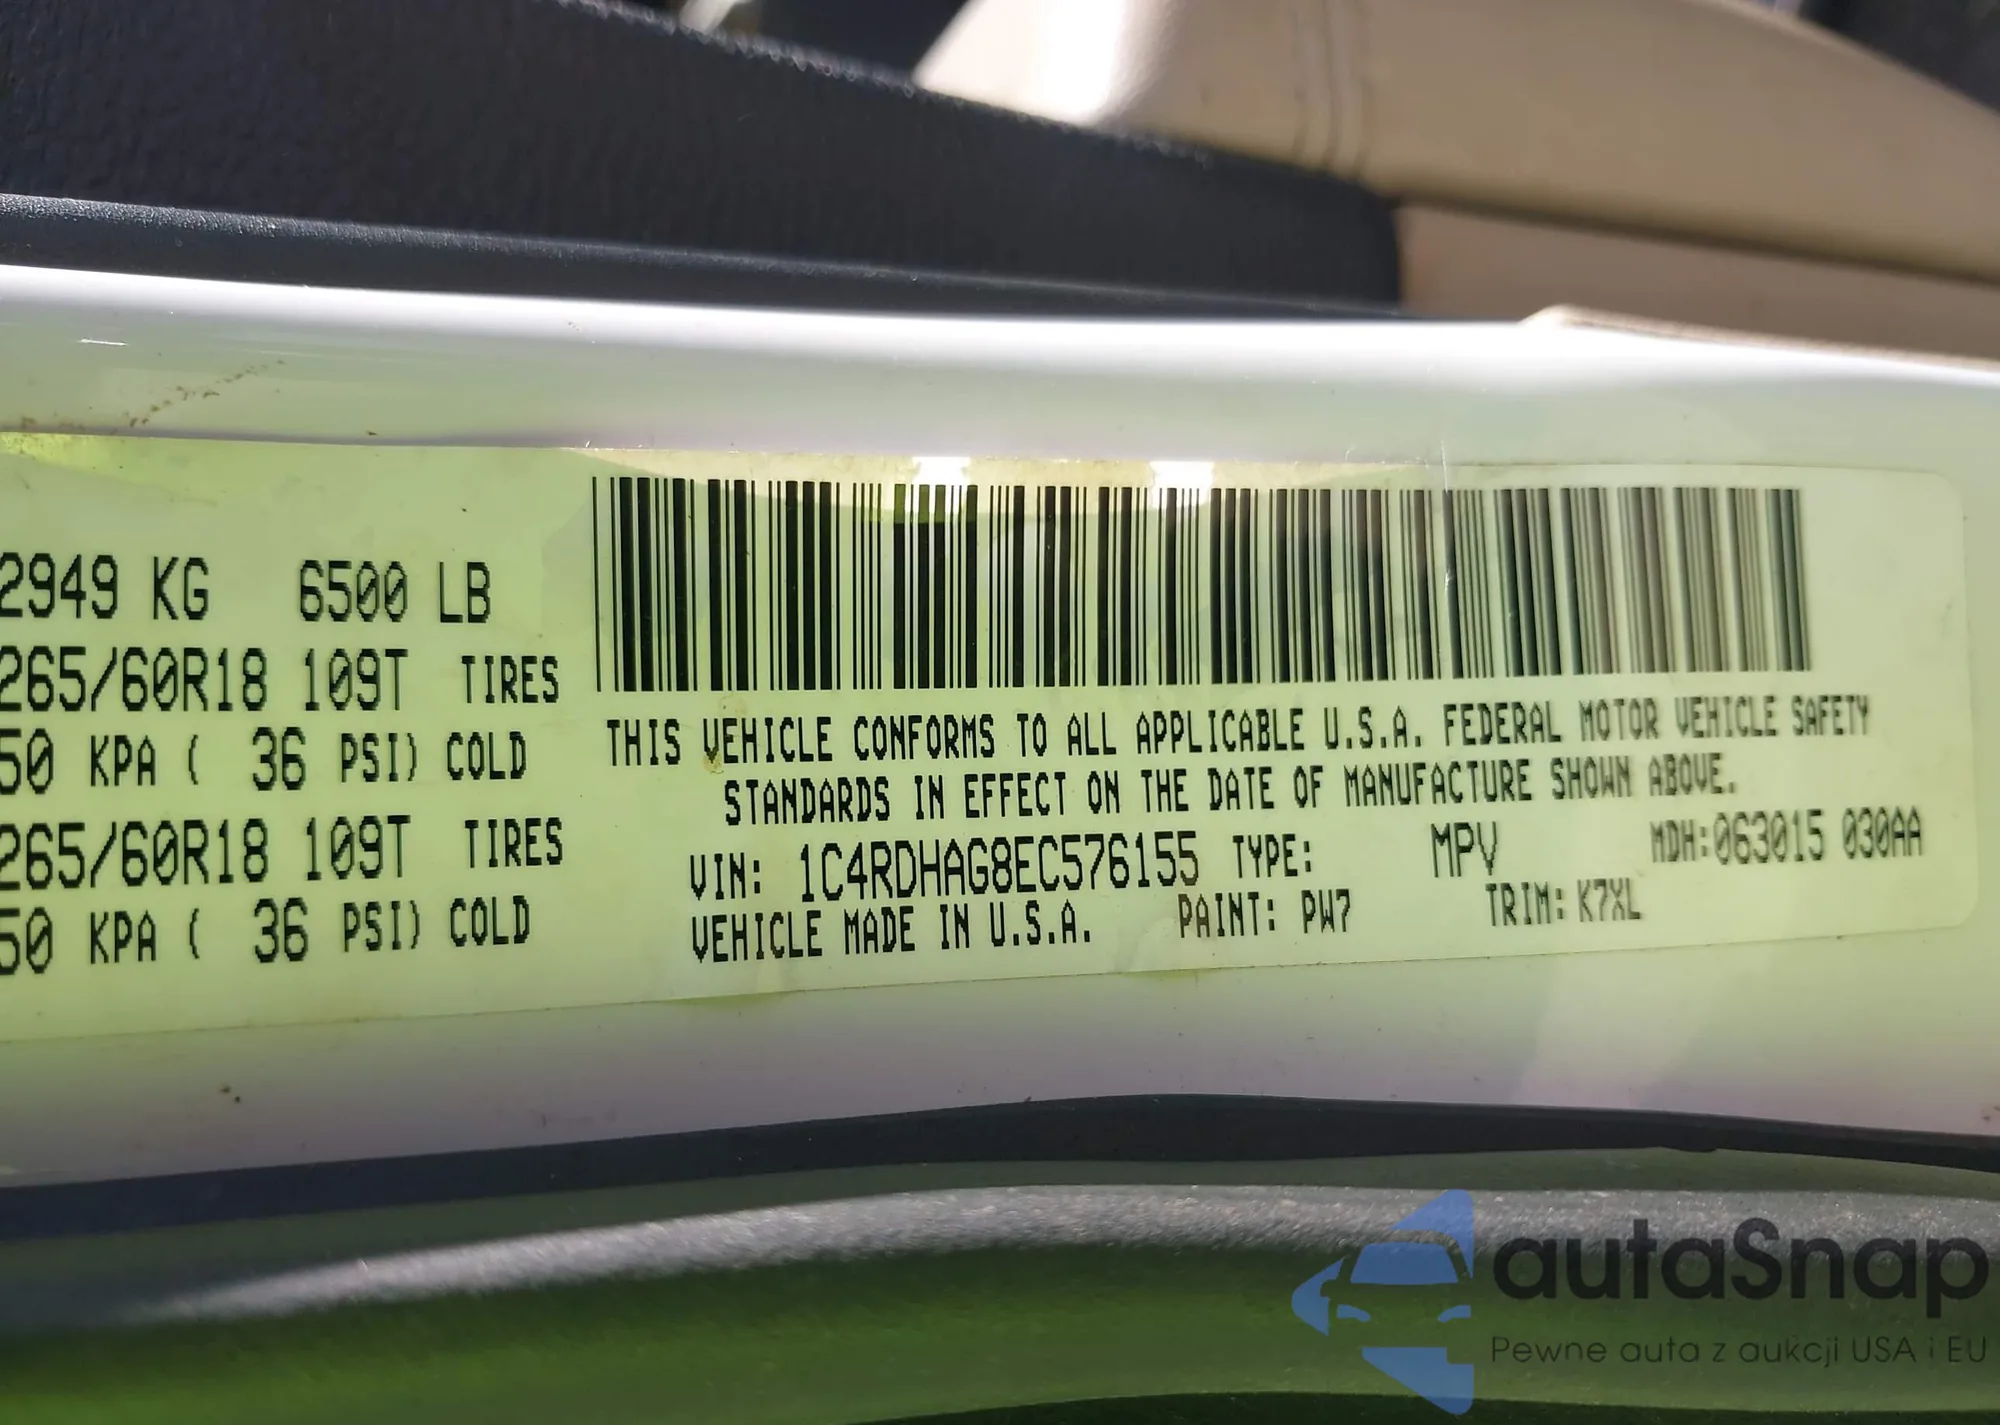 2949 KG 6500 LB
265/60R18 109T TIRES
50 KPA ( 36 PSI) COLD
265/60R18 109T TIRES
50 KPA ( 36 PSI) COLD
THIS VEHICLE CONFORMS TO ALL APPLICABLE U.S.A. FEDERAL MOTOR VEHICLE SAFETY
STANDARDS IN EFFECT ON THE DATE OF MANUFACTURE SHOWN ABOVE.
VIN: 1C4RDHAG8EC576155 TYPE: MPV MDH:063015 030AA
VEHICLE MADE IN U.S.A. PAINT: PW7 TRIM: K7XL
autaSnap
Pewne auta z aukcji USA i EU